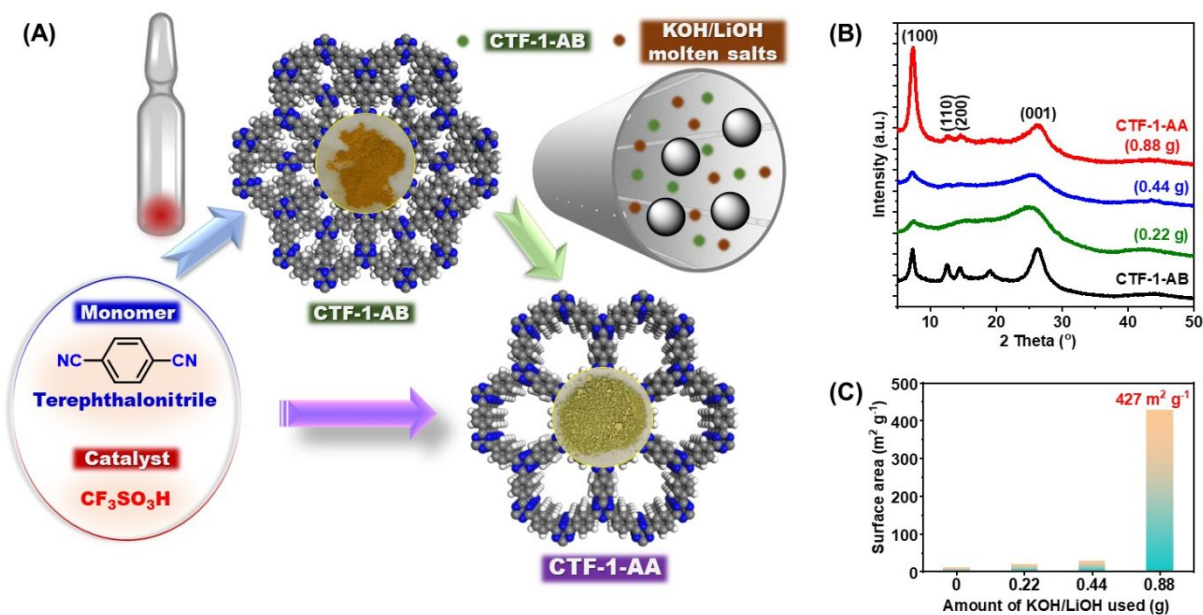 (A)
CTF-1-AB
KOH/LiOH
molten salts
CTF-1-AB
Monomer
NC
CN
Terephthalonitrile
Catalyst
CF₃SO₃H
CTF-1-AA
(B)
Intensity (a.u.)
(100)
(110)
(200)
(001)
CTF-1-AA
(0.88 g)
(0.44 g)
(0.22 g)
CTF-1-AB
10 20 30 40 50
2 Theta (°)
(C)
Surface area (m² g⁻¹)
500
400
300
200
100
0
427 m² g⁻¹
0 0.22 0.44 0.88
Amount of KOH/LiOH used (g)